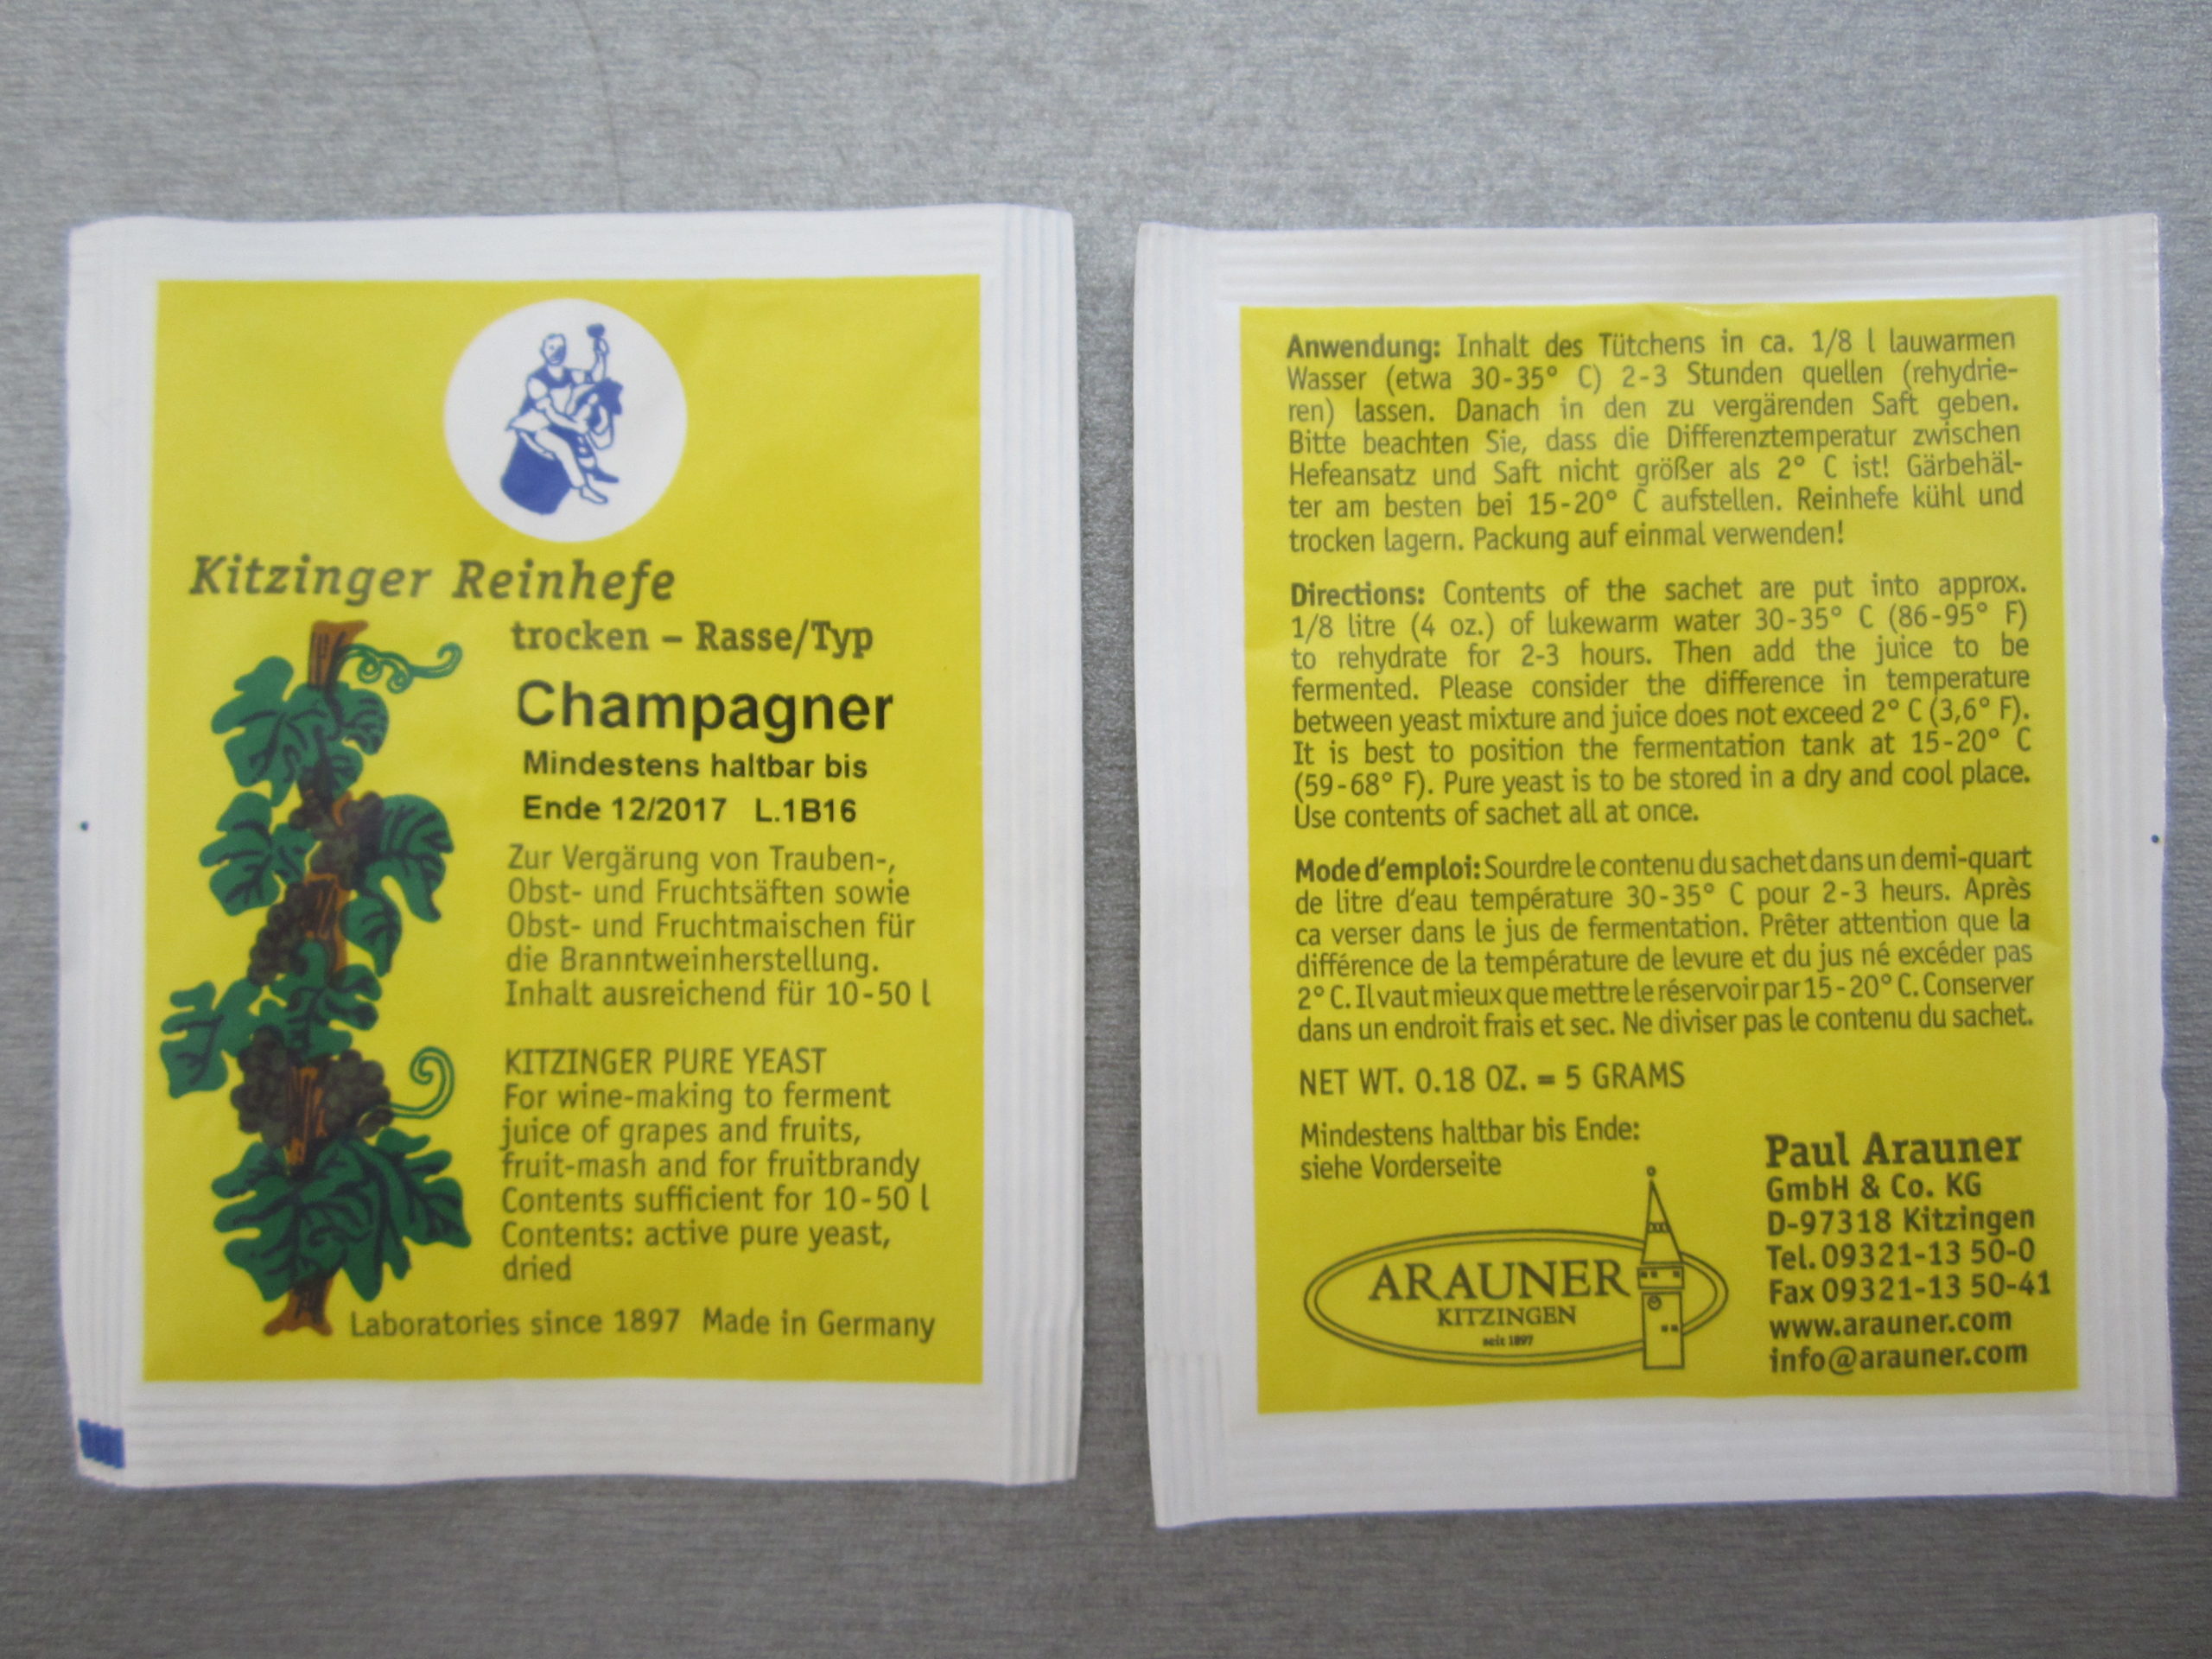 Kitzinger Reinhefe
trocken – Rasse/Typ
Champagner
Mindestens haltbar bis
Ende 12/2017 L.1B16
Zur Vergärung von Trauben-,
Obst- und Fruchtsäften sowie
Obst- und Fruchtmaischen für
die Branntweinherstellung.
Inhalt ausreichend für 10-50 l
KITZINGER PURE YEAST
For wine-making to ferment
juice of grapes and fruits,
fruit-mash and for fruitbrandy
Contents sufficient for 10-50 l
Contents: active pure yeast,
dried
Laboratories since 1897 Made in Germany
Anwendung: Inhalt des Tütchens in ca. 1/8 l lauwarmen
Wasser (etwa 30-35° C) 2-3 Stunden quellen (rehydrie-
ren) lassen. Danach in den zu vergärenden Saft geben.
Bitte beachten Sie, dass die Differenztemperatur zwischen
Hefeansatz und Saft nicht größer als 2° C ist! Gärbehäl-
ter am besten bei 15-20° C aufstellen. Reinhefe kühl und
trocken lagern. Packung auf einmal verwenden!
Directions: Contents of the sachet are put into approx.
1/8 litre (4 oz.) of lukewarm water 30-35° C (86-95° F)
to rehydrate for 2-3 hours. Then add the juice to be
fermented. Please consider the difference in temperature
between yeast mixture and juice does not exceed 2° C (3,6° F).
It is best to position the fermentation tank at 15-20° C
(59-68° F). Pure yeast is to be stored in a dry and cool place.
Use contents of sachet all at once.
Mode d'emploi: Sourdre le contenu du sachet dans un demi-quart
de litre d'eau température 30-35° C pour 2-3 heurs. Après
ca verser dans le jus de fermentation. Prêter attention que la
différence de la température de levure et du jus né excéder pas
2° C. Il vaut mieux que mettre le réservoir par 15-20° C. Conserver
dans un endroit frais et sec. Ne diviser pas le contenu du sachet.
NET WT. 0.18 OZ. = 5 GRAMS
Mindestens haltbar bis Ende:
siehe Vorderseite
ARAUNER
KITZINGEN
seit 1897
Paul Arauner
GmbH & Co. KG
D-97318 Kitzingen
Tel. 09321-13 50-0
Fax 09321-13 50-41
www.arauner.com
info@arauner.com